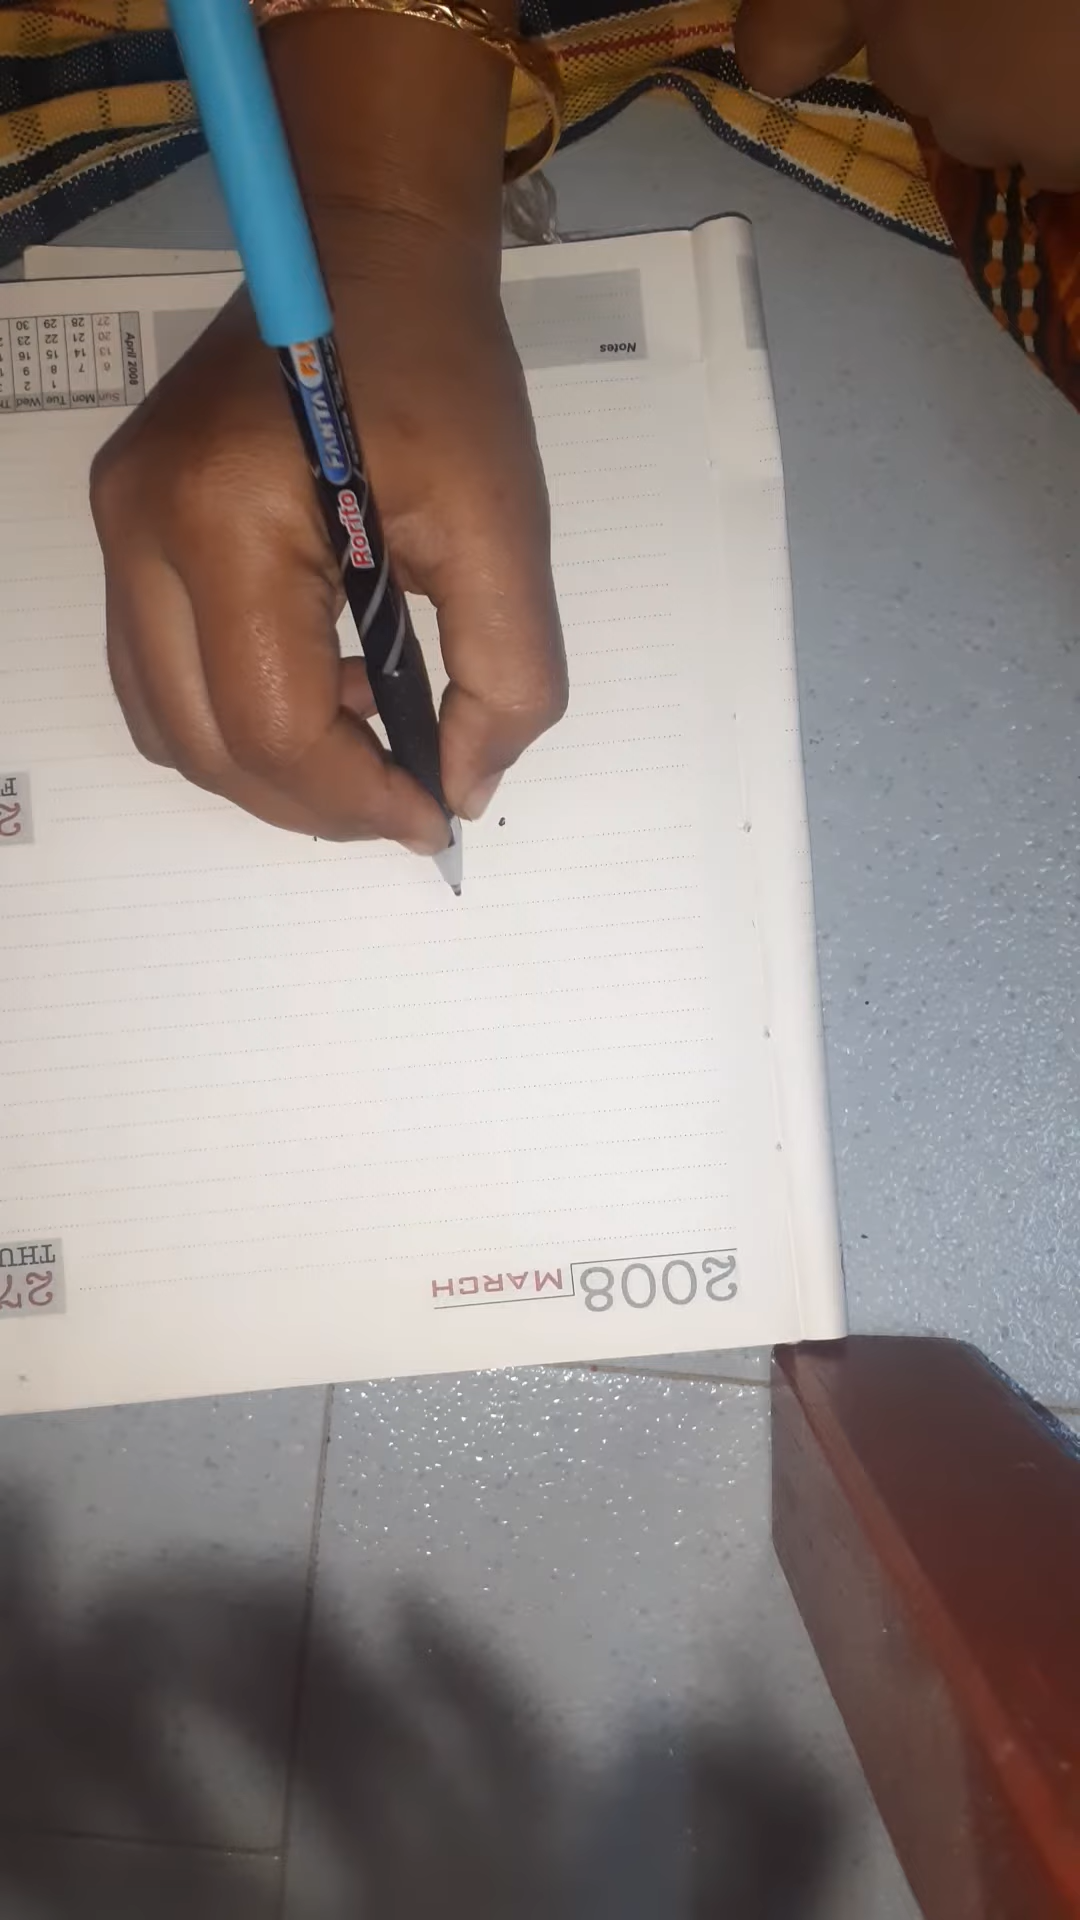 2008 MARCH
27
THU
Notes
April 2008
Sun Mon Tue Wed
1 2
6 7 8 9
13 14 15 16
20 21 22 23
27 28 29 30
Rorito
FANTA